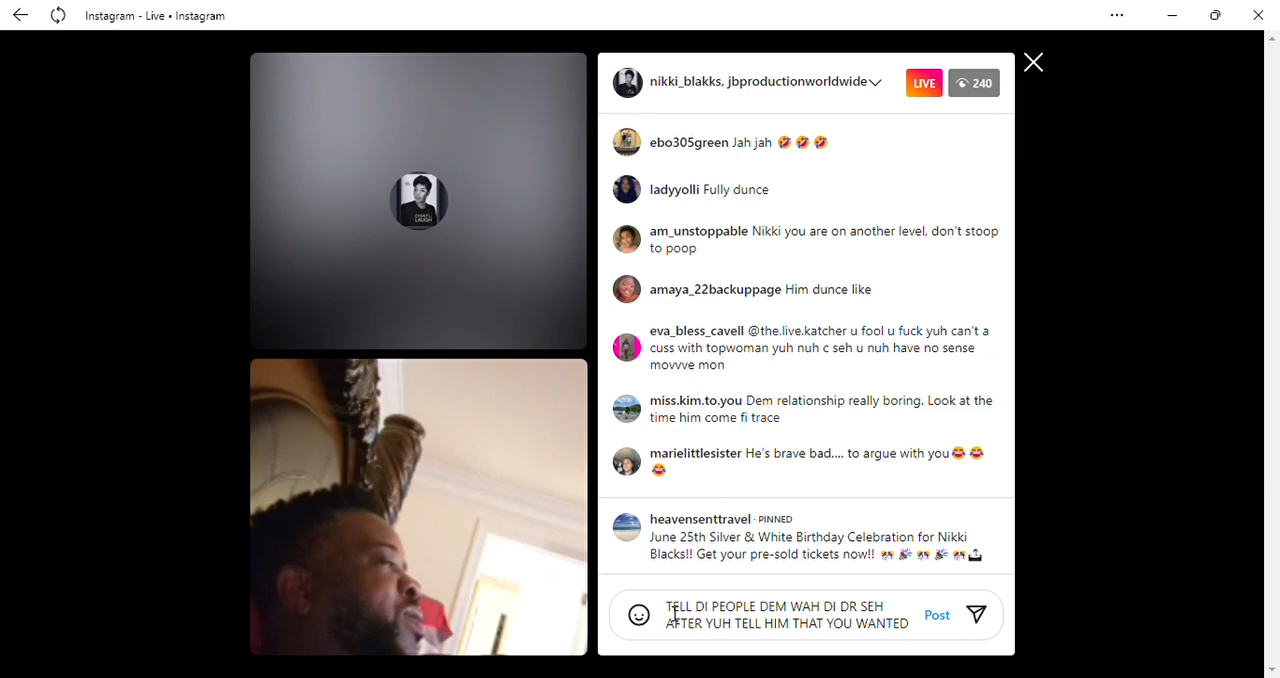 Instagram - Live • Instagram
nikki_blakks, jbproductionworldwide
LIVE
240
ebo305green Jah jah 🤣 🤣 🤣
ladyyolli Fully dunce
am_unstoppable Nikki you are on another level, don't stoop
to poop
amaya_22backuppage Him dunce like
eva_bless_cavell @the.live.katcher u fool u fuck yuh can't a
cuss with topwoman yuh nuh c seh u nuh have no sense
movvve mon
miss.kim.to.you Dem relationship really boring. Look at the
time him come fi trace
marielittlesister He's brave bad.... to argue with you😂 😂
😂
heavensenttravel · PINNED
June 25th Silver & White Birthday Celebration for Nikki
Blacks!! Get your pre-sold tickets now!! 🎊 🎉 🎊 🎉 🎊
TELL DI PEOPLE DEM WAH DI DR SEH
AFTER YUH TELL HIM THAT YOU WANTED
Post